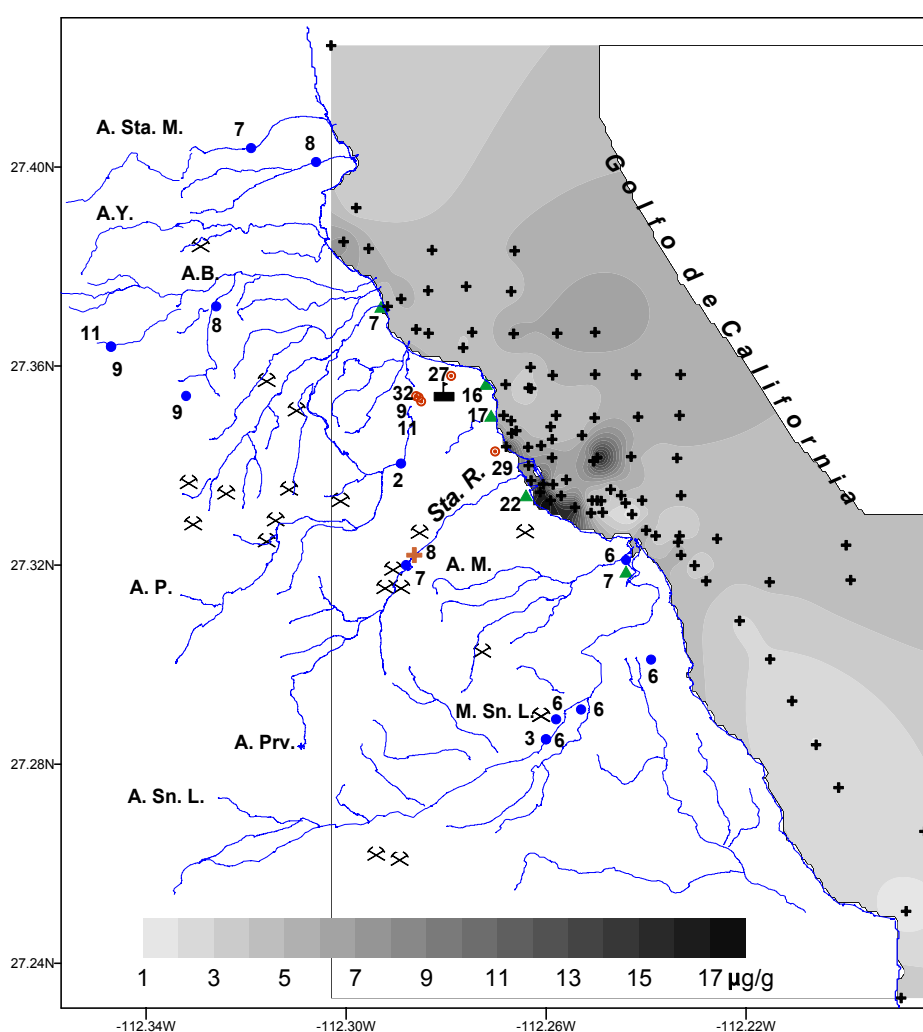 A. Sta. M.
7
8
27.40N
Golfo de California
A.Y.
A.B.
8
7
11
9
27.36N
27
16
32
9
9
17
11
29
Sta. R.
2
22
8
6
A. M.
7
27.32N
7
A. P.
6
M. Sn. L.
6
6
A. Prv.
3
6
27.28N
A. Sn. L.
1 3 5 7 9 11 13 15 17 µg/g
27.24N
-112.34W -112.30W -112.26W -112.22W